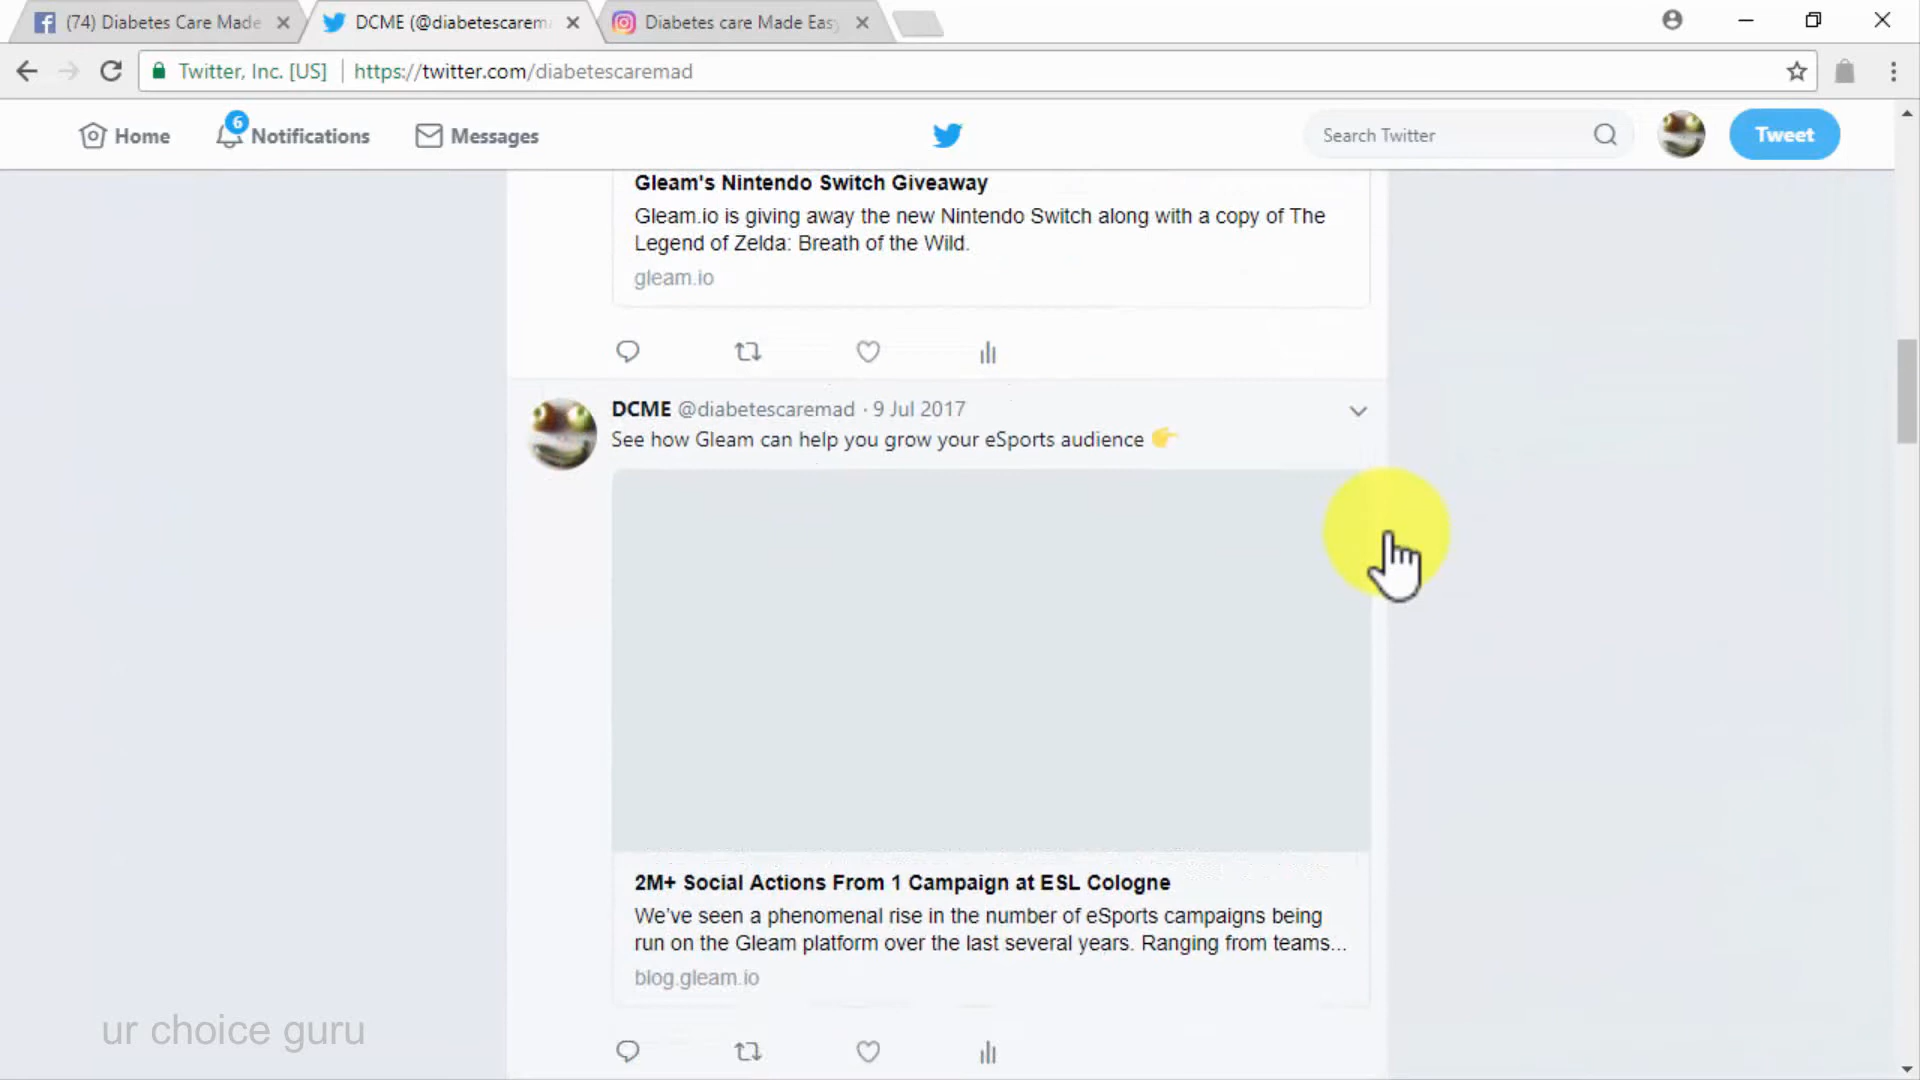 (74) Diabetes Care Made
DCME (@diabetescarem
Diabetes care Made Easy
Twitter, Inc. [US]
https://twitter.com/diabetescaremad
Home
6
Notifications
Messages
Search Twitter
Tweet
Gleam's Nintendo Switch Giveaway
Gleam.io is giving away the new Nintendo Switch along with a copy of The
Legend of Zelda: Breath of the Wild.
gleam.io
DCME @diabetescaremad · 9 Jul 2017
See how Gleam can help you grow your eSports audience
2M+ Social Actions From 1 Campaign at ESL Cologne
We've seen a phenomenal rise in the number of eSports campaigns being
run on the Gleam platform over the last several years. Ranging from teams...
blog.gleam.io
ur choice guru